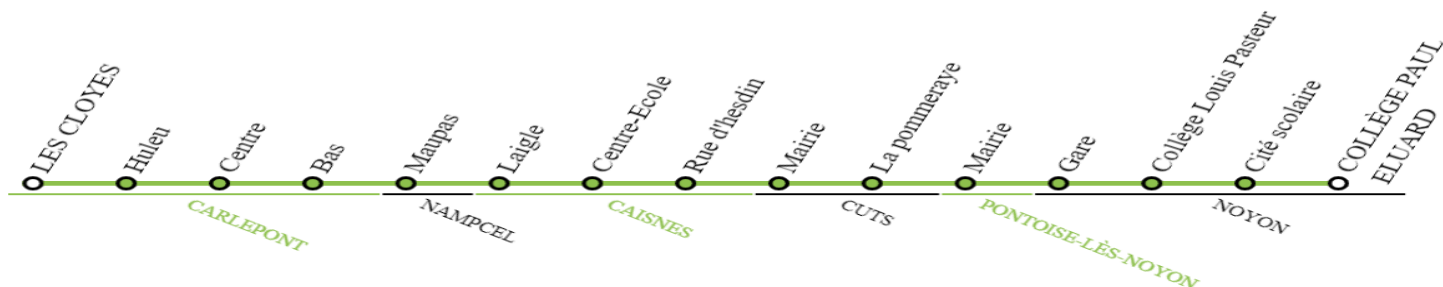 LES CLOYES
Huleu
Centre
Bas
Maupas
Laigle
Centre-Ecole
Rue d'hesdin
Mairie
La pommeraye
Mairie
Gare
Collège Louis Pasteur
Cité scolaire
COLLÈGE PAUL
ELUARD
CARLEPONT
NAMPCEL
CAISNES
CUTS
PONTOISE-LÈS-NOYON
NOYON